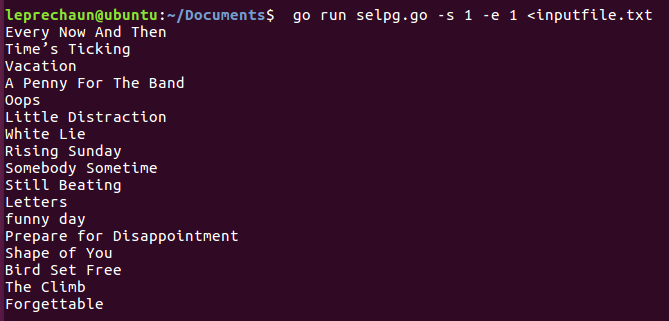 leprechaun@ubuntu:~/Documents$  go run selpg.go -s 1 -e 1 <inputfile.txt
Every Now And Then
Time’s Ticking
Vacation
A Penny For The Band
Oops
Little Distraction
White Lie
Rising Sunday
Somebody Sometime
Still Beating
Letters
funny day
Prepare for Disappointment
Shape of You
Bird Set Free
The Climb
Forgettable